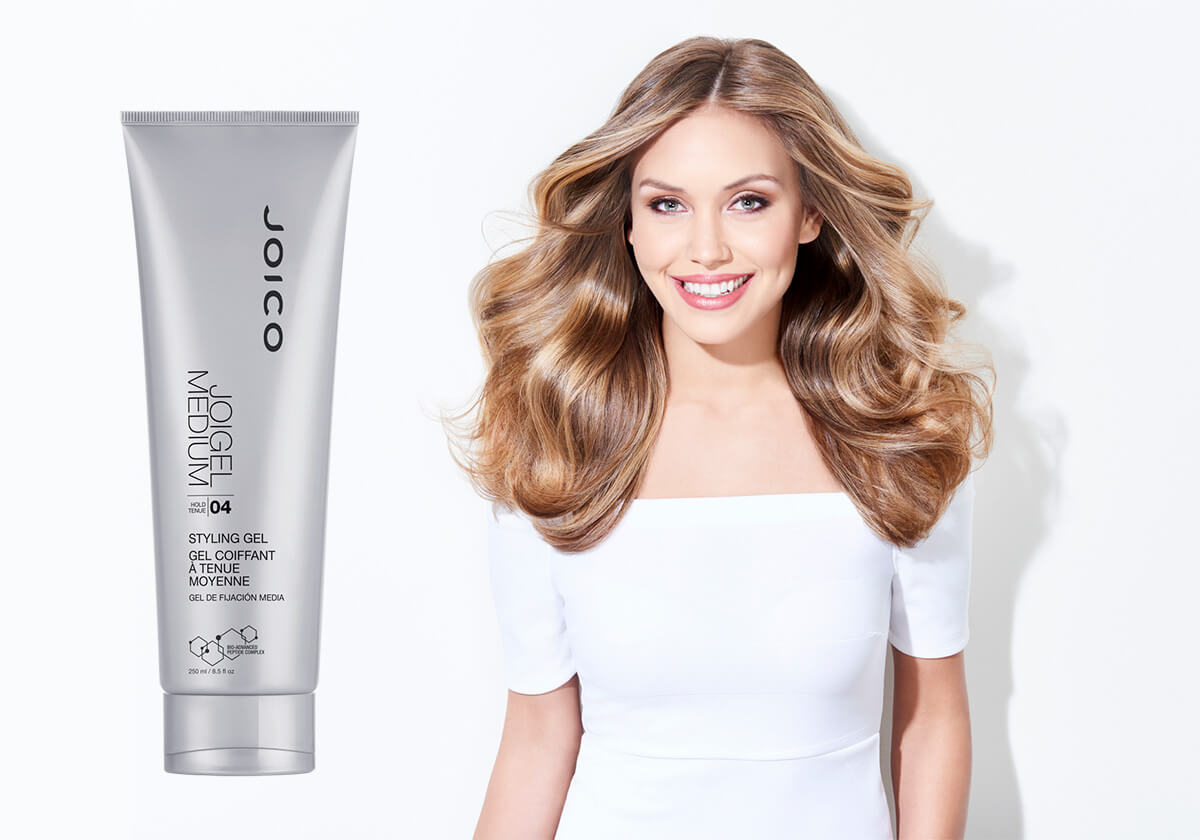 JOICO
JOIGEL
MEDIUM
HOLD
TENUE
04
STYLING GEL
GEL COIFFANT
À TENUE
MOYENNE
GEL DE FIJACIÓN MEDIA
BIO-ADVANCED
PEPTIDE COMPLEX
250 ml / 8.5 fl oz